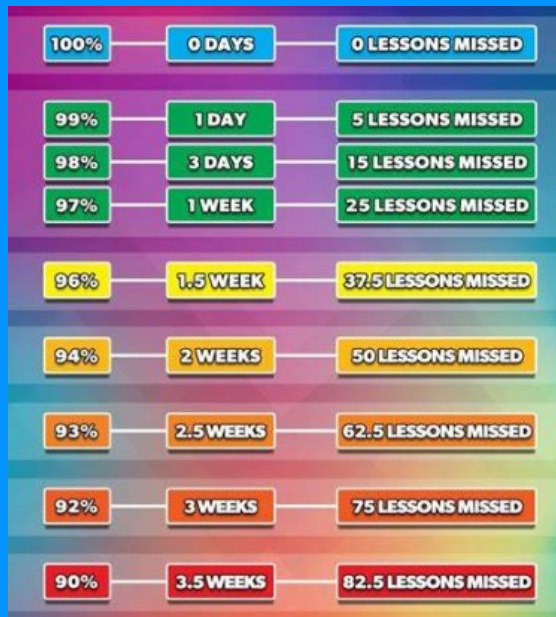 100% 0 DAYS 0 LESSONS MISSED
99% 1 DAY 5 LESSONS MISSED
98% 3 DAYS 15 LESSONS MISSED
97% 1 WEEK 25 LESSONS MISSED
96% 1.5 WEEK 37.5 LESSONS MISSED
94% 2 WEEKS 50 LESSONS MISSED
93% 2.5 WEEKS 62.5 LESSONS MISSED
92% 3 WEEKS 75 LESSONS MISSED
90% 3.5 WEEKS 82.5 LESSONS MISSED